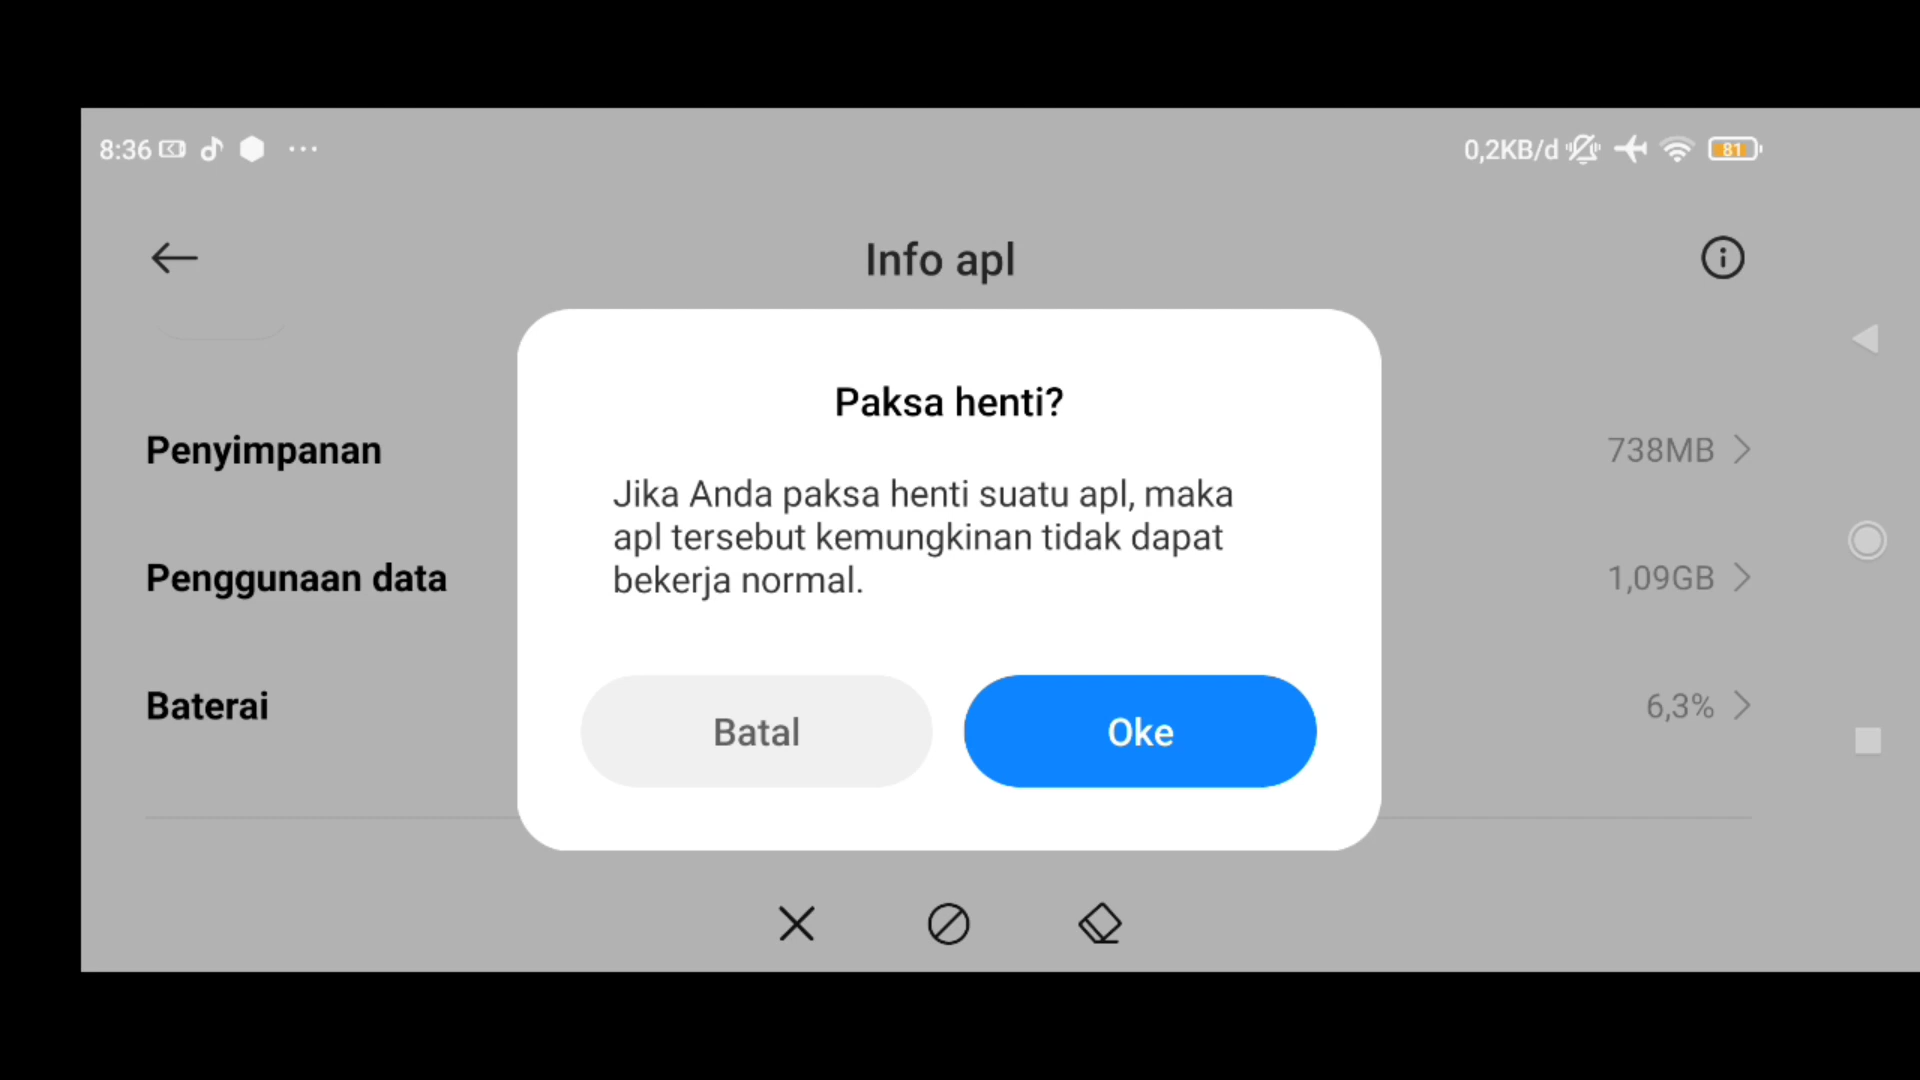 8:36
0,2KB/d
81
Info apl
Paksa henti?
Jika Anda paksa henti suatu apl, maka
apl tersebut kemungkinan tidak dapat
bekerja normal.
Batal
Oke
Penyimpanan
738MB
Penggunaan data
1,09GB
Baterai
6,3%